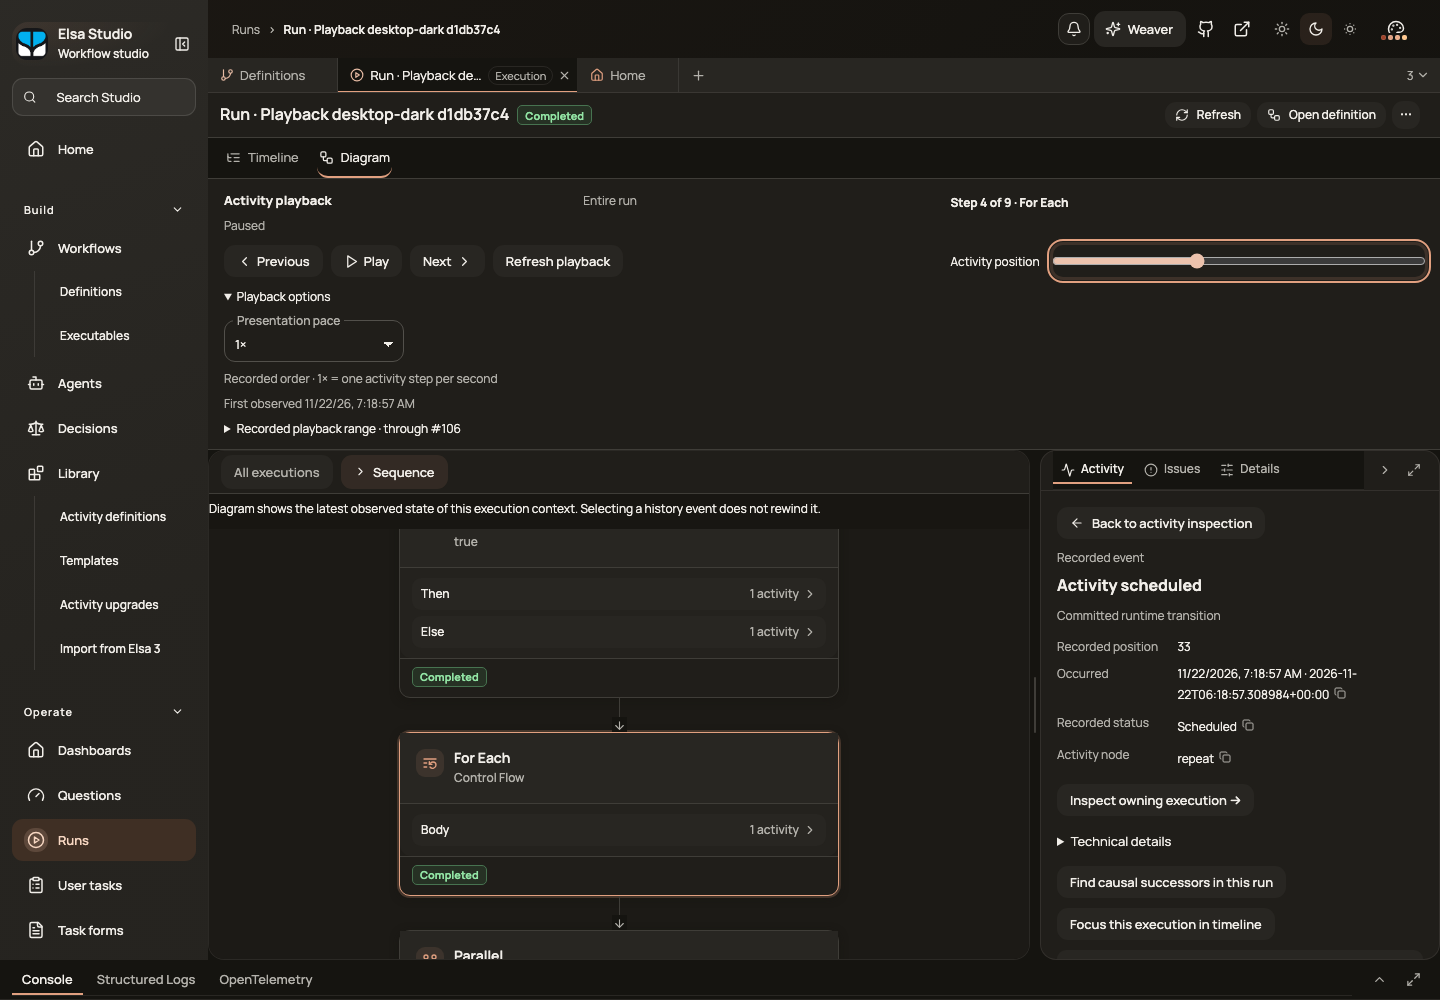 Elsa Studio
Workflow studio
Search Studio
Home
Build
Workflows
Definitions
Executables
Agents
Decisions
Library
Activity definitions
Templates
Activity upgrades
Import from Elsa 3
Operate
Dashboards
Questions
Runs
User tasks
Task forms
Runs › Run · Playback desktop-dark d1db37c4
Weaver
Definitions
Run · Playback de... Execution
Home
3
Run · Playback desktop-dark d1db37c4 Completed
Refresh
Open definition
Timeline
Diagram
Activity playback
Entire run
Step 4 of 9 · For Each
Paused
Previous
Play
Next
Refresh playback
Activity position
Playback options
Presentation pace
1×
Recorded order · 1× = one activity step per second
First observed 11/22/26, 7:18:57 AM
Recorded playback range · through #106
All executions
Sequence
Diagram shows the latest observed state of this execution context. Selecting a history event does not rewind it.
true
Then 1 activity
Else 1 activity
Completed
For Each
Control Flow
Body 1 activity
Completed
Parallel
Activity
Issues
Details
Back to activity inspection
Recorded event
Activity scheduled
Committed runtime transition
Recorded position 33
Occurred 11/22/2026, 7:18:57 AM · 2026-11-
22T06:18:57.308984+00:00
Recorded status Scheduled
Activity node repeat
Inspect owning execution →
Technical details
Find causal successors in this run
Focus this execution in timeline
Console
Structured Logs
OpenTelemetry